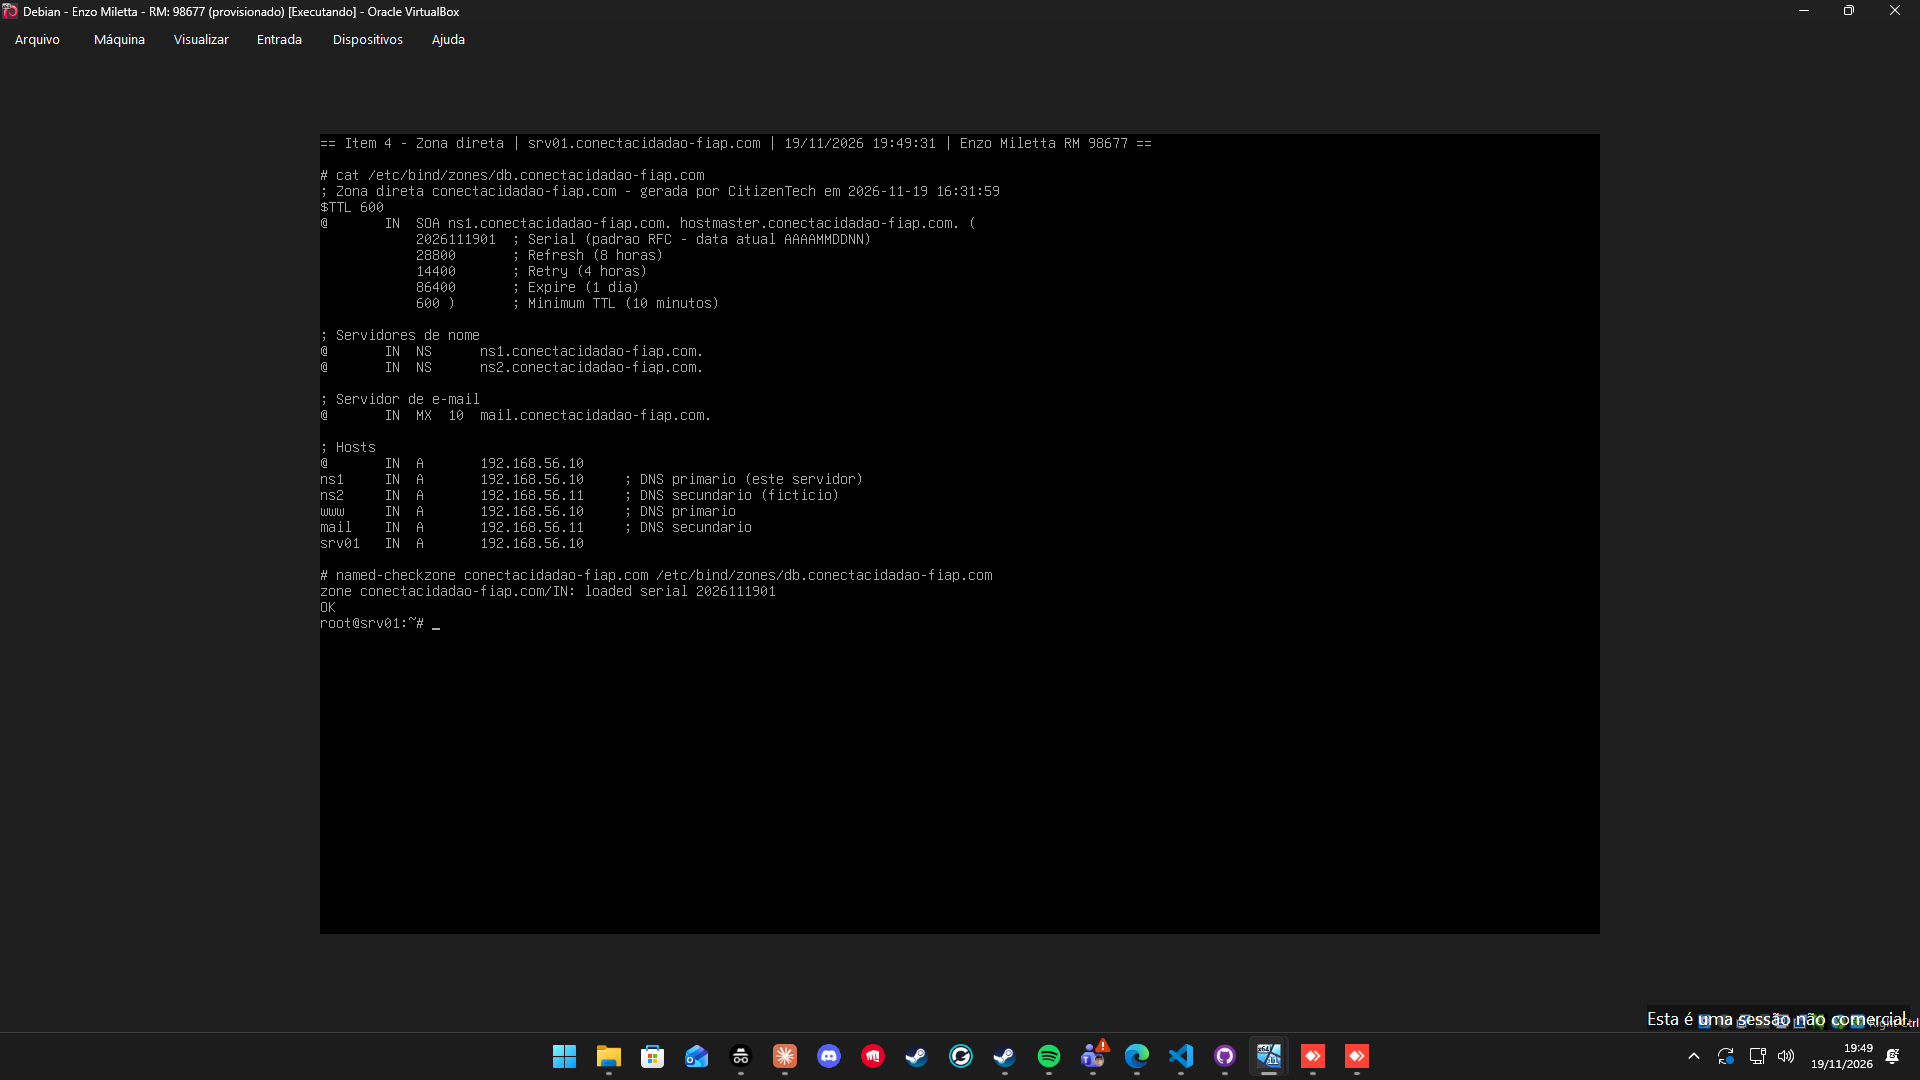 Debian - Enzo Miletta - RM: 98677 (provisionado) [Executando] - Oracle VirtualBox
Arquivo Máquina Visualizar Entrada Dispositivos Ajuda
== Item 4 - Zona direta | srv01.conectacidadao-fiap.com | 19/11/2026 19:49:31 | Enzo Miletta RM 98677 ==
# cat /etc/bind/zones/db.conectacidadao-fiap.com
; Zona direta conectacidadao-fiap.com - gerada por CitizenTech em 2026-11-19 16:31:59
$TTL 600
@ IN SOA ns1.conectacidadao-fiap.com. hostmaster.conectacidadao-fiap.com. (
2026111901 ; Serial (padrao RFC - data atual AAAAMMDDNN)
28800 ; Refresh (8 horas)
14400 ; Retry (4 horas)
86400 ; Expire (1 dia)
600 ) ; Minimum TTL (10 minutos)
; Servidores de nome
@ IN NS ns1.conectacidadao-fiap.com.
@ IN NS ns2.conectacidadao-fiap.com.
; Servidor de e-mail
@ IN MX 10 mail.conectacidadao-fiap.com.
; Hosts
@ IN A 192.168.56.10
ns1 IN A 192.168.56.10 ; DNS primario (este servidor)
ns2 IN A 192.168.56.11 ; DNS secundario (ficticio)
www IN A 192.168.56.10 ; DNS primario
mail IN A 192.168.56.11 ; DNS secundario
srv01 IN A 192.168.56.10
# named-checkzone conectacidadao-fiap.com /etc/bind/zones/db.conectacidadao-fiap.com
zone conectacidadao-fiap.com/IN: loaded serial 2026111901
OK
root@srv01:~# _
Esta é uma sessão não comercial.
19:49
19/11/2026